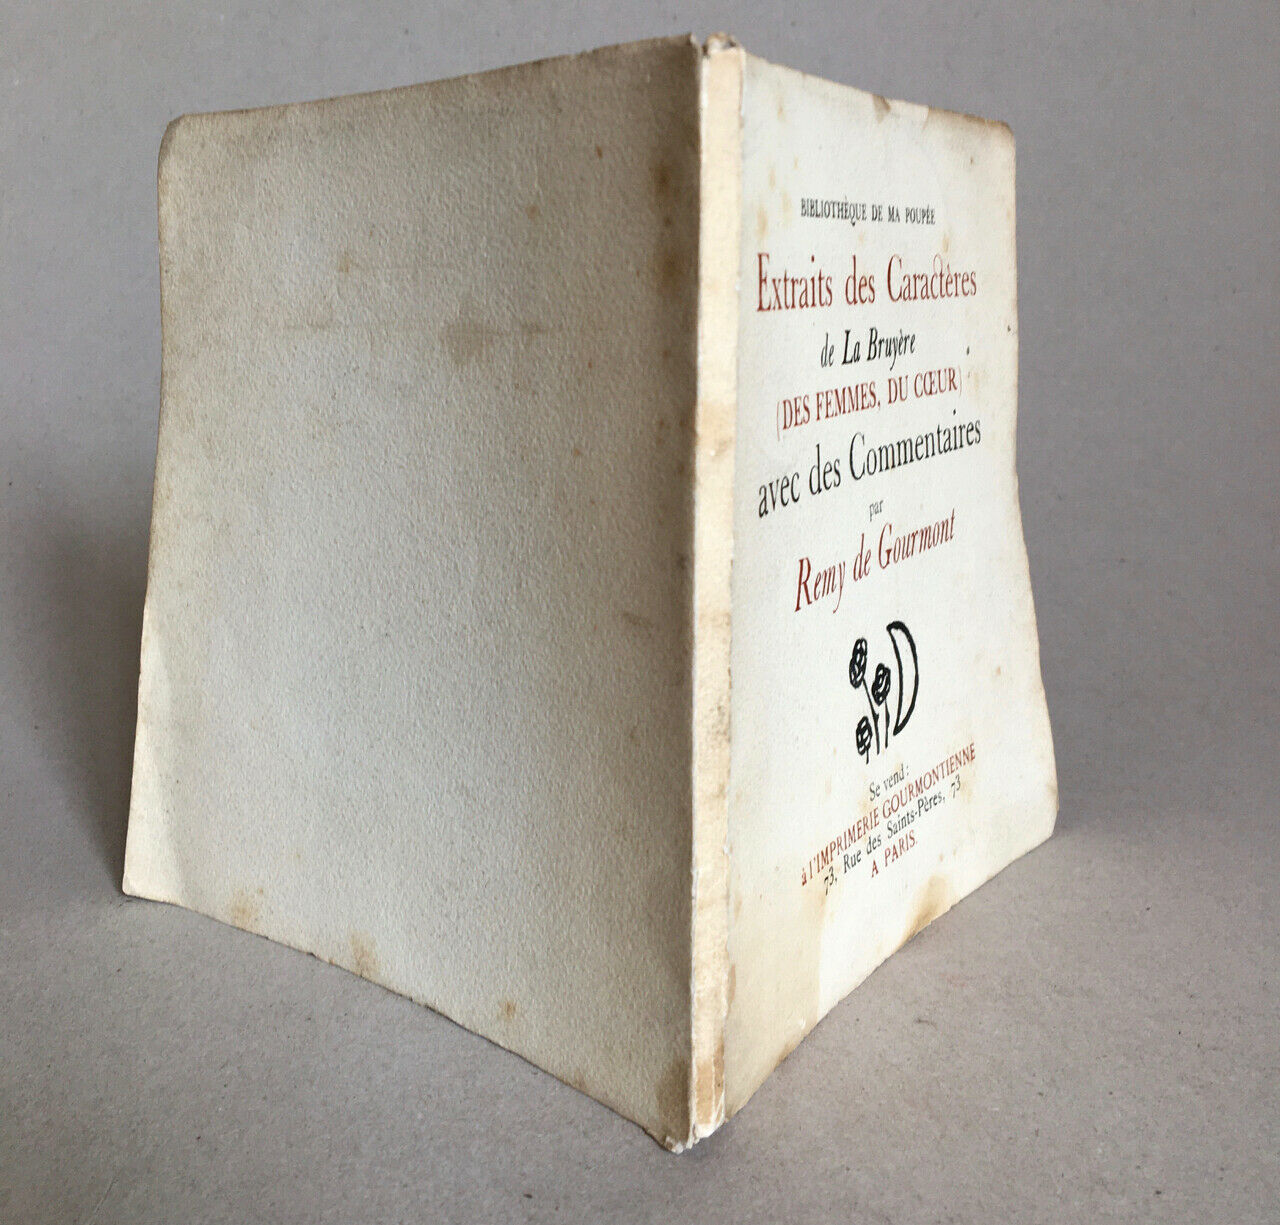 BIBLIOTHÈQUE DE MA POUPÉE
Extraits des Caractères
de La Bruyère
(DES FEMMES, DU CŒUR)
avec des Commentaires
par
Remy de Gourmont
Se vend :
à l'IMPRIMERIE GOURMONTIENNE
73, Rue des Saints-Pères, 73
A PARIS.